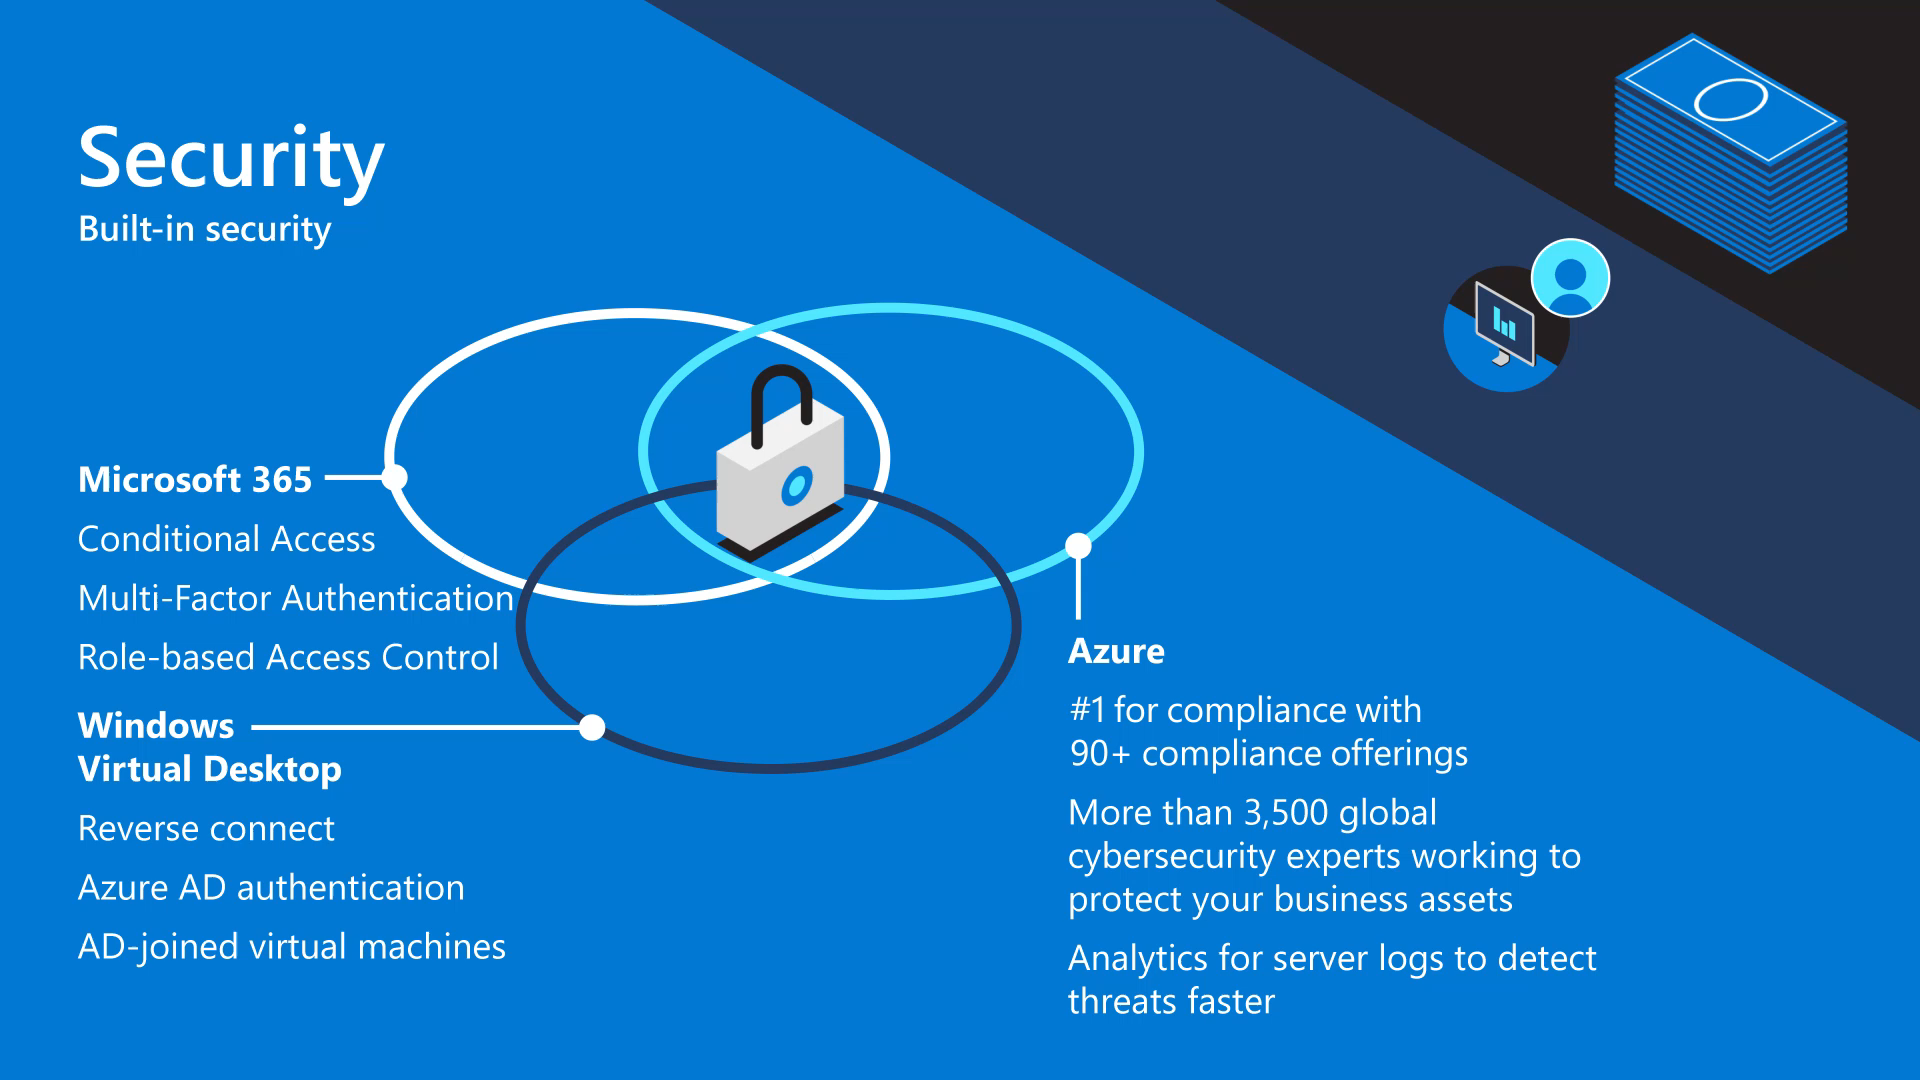 Security
Built-in security
Microsoft 365
Conditional Access
Multi-Factor Authentication
Role-based Access Control
Windows
Virtual Desktop
Reverse connect
Azure AD authentication
AD-joined virtual machines
Azure
#1 for compliance with
90+ compliance offerings
More than 3,500 global
cybersecurity experts working to
protect your business assets
Analytics for server logs to detect
threats faster